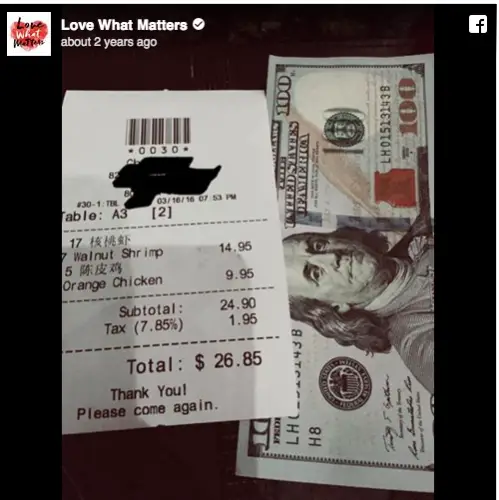 Love
What
Matters
Love What Matters
about 2 years ago
f
*0030*
#30-1: TBL 03/16/16 07:53 PM
Table: A3 [2]
17 核桃虾
Walnut Shrimp 14.95
5 陈皮鸡
Orange Chicken 9.95
Subtotal: 24.90
Tax (7.85%) 1.95
Total: $ 26.85
Thank You!
Please come again.
100
UNITED STATES
OF AMERICA
100
LH01513143B
LH01513143B
H8